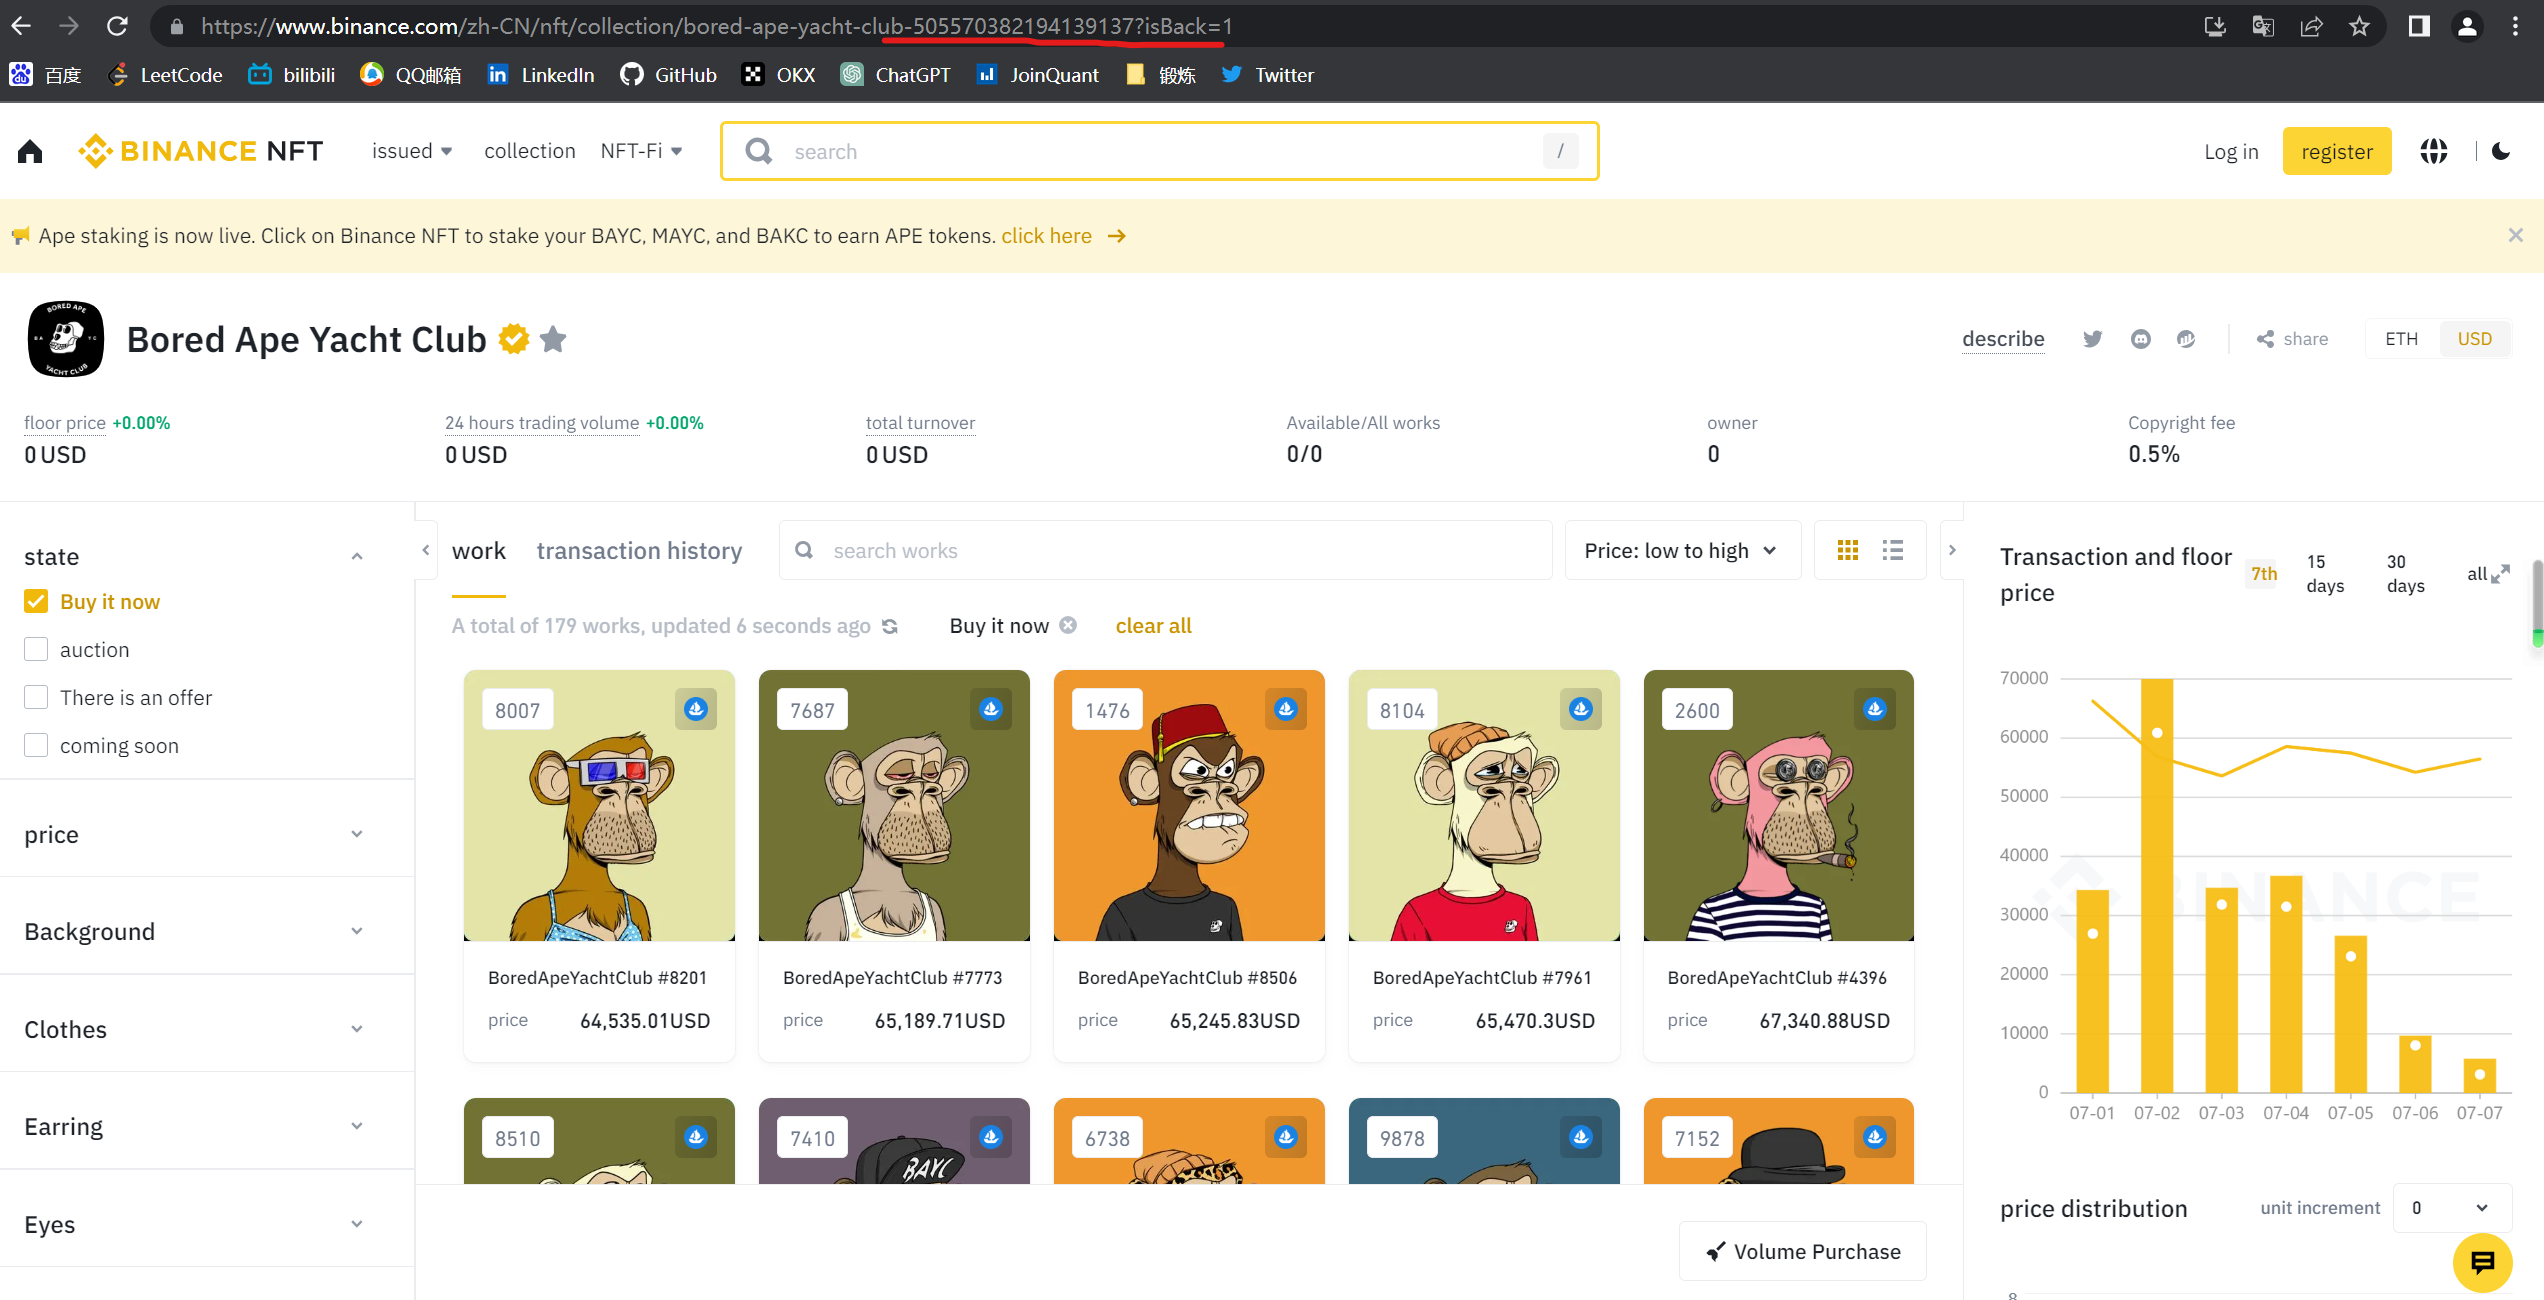 https://www.binance.com/zh-CN/nft/collection/bored-ape-yacht-club-505570382194139137?isBack=1
百度 LeetCode bilibili QQ邮箱 LinkedIn GitHub OKX ChatGPT JoinQuant 锻炼 Twitter
BINANCE NFT issued collection NFT-Fi search / Log in register
Ape staking is now live. Click on Binance NFT to stake your BAYC, MAYC, and BAKC to earn APE tokens. click here →
BORED APE
BA YC
YACHT CLUB
Bored Ape Yacht Club
describe share ETH USD
floor price +0.00% 24 hours trading volume +0.00% total turnover Available/All works owner Copyright fee
0 USD 0 USD 0 USD 0/0 0 0.5%
state
Buy it now
auction
There is an offer
coming soon
price
Background
Clothes
Earring
Eyes
work transaction history search works Price: low to high
A total of 179 works, updated 6 seconds ago Buy it now clear all
8007 7687 1476 8104 2600
BoredApeYachtClub #8201 BoredApeYachtClub #7773 BoredApeYachtClub #8506 BoredApeYachtClub #7961 BoredApeYachtClub #4396
price 64,535.01USD price 65,189.71USD price 65,245.83USD price 65,470.3USD price 67,340.88USD
8510 7410 6738 9878 7152
BAYC
Volume Purchase
Transaction and floor
price
7th
15
days
30
days
all
70000
60000
50000
40000
30000
20000
10000
0
BINANCE
07-01 07-02 07-03 07-04 07-05 07-06 07-07
price distribution unit increment 0
8